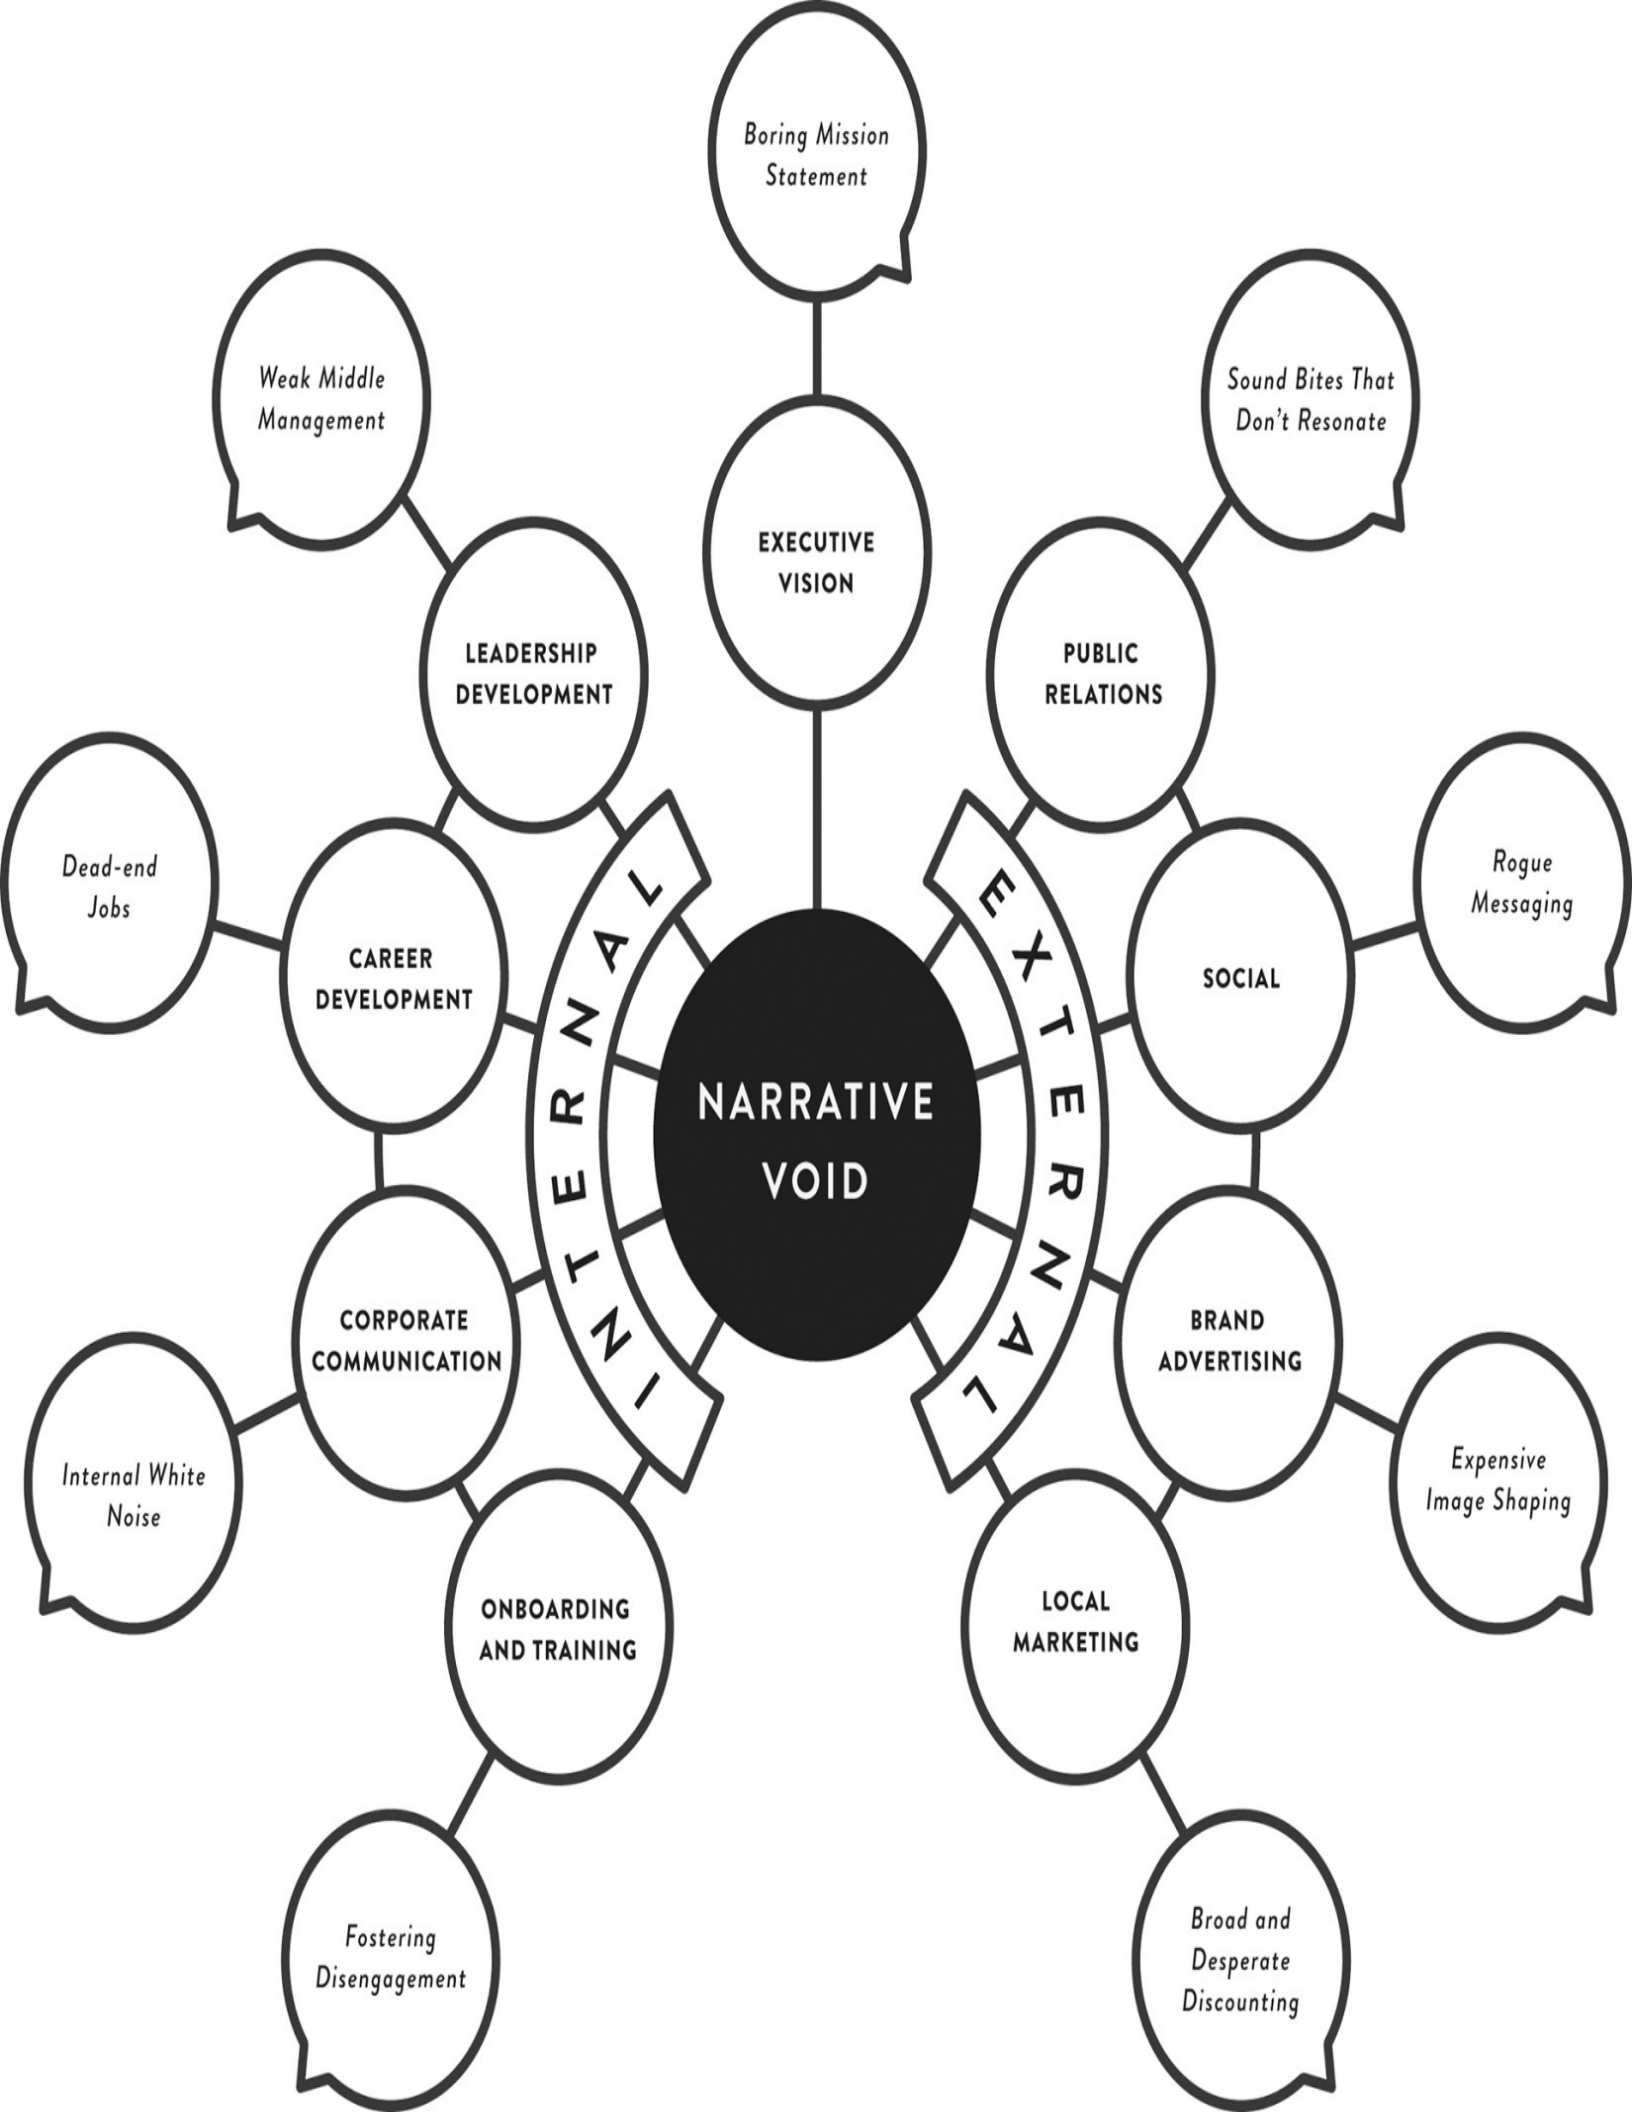 Boring Mission
Statement
Weak Middle
Management
Sound Bites That
Don't Resonate
EXECUTIVE
VISION
LEADERSHIP
DEVELOPMENT
PUBLIC
RELATIONS
Dead-end
Jobs
Rogue
Messaging
CAREER
DEVELOPMENT
SOCIAL
INTERNAL
EXTERNAL
NARRATIVE
VOID
CORPORATE
COMMUNICATION
BRAND
ADVERTISING
Internal White
Noise
Expensive
Image Shaping
ONBOARDING
AND TRAINING
LOCAL
MARKETING
Fostering
Disengagement
Broad and
Desperate
Discounting